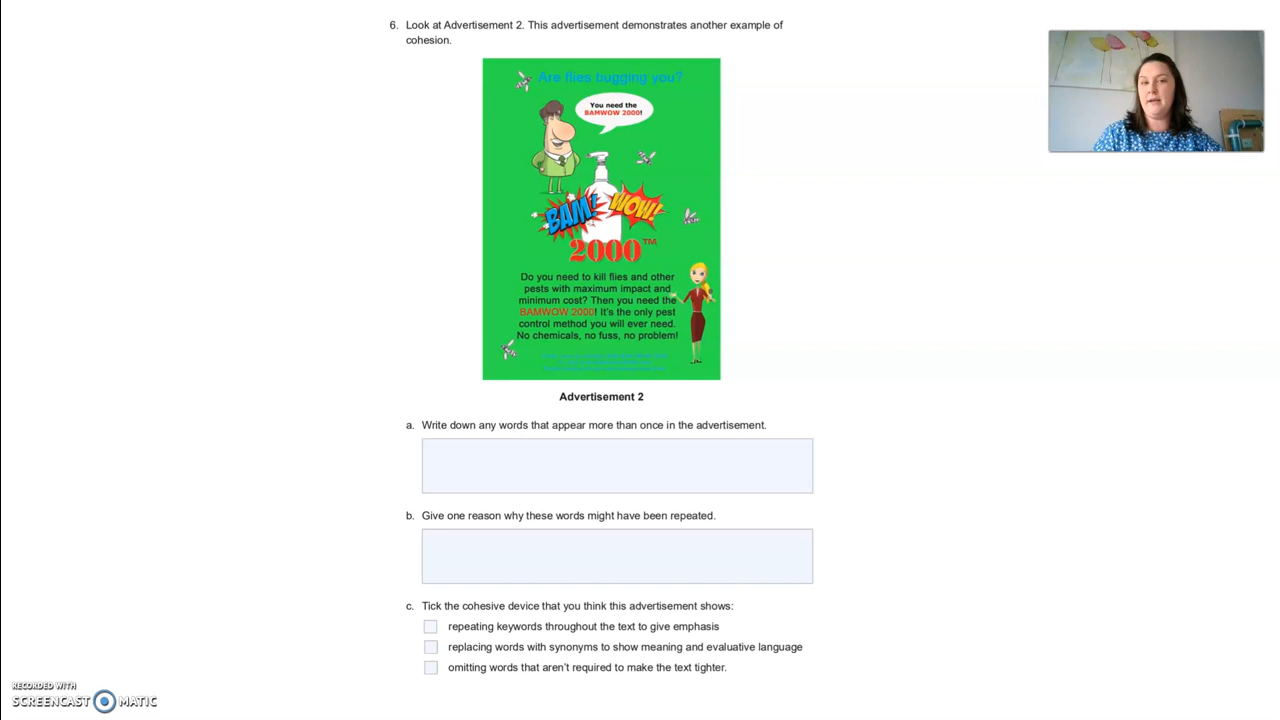 6. Look at Advertisement 2. This advertisement demonstrates another example of
cohesion.
Are flies bugging you?
You need the
BAMWOW 2000!
BAM! WOW!
2000™
Do you need to kill flies and other
pests with maximum impact and
minimum cost? Then you need the
BAMWOW 2000! It's the only pest
control method you will ever need.
No chemicals, no fuss, no problem!
Advertisement 2
a. Write down any words that appear more than once in the advertisement.
b. Give one reason why these words might have been repeated.
c. Tick the cohesive device that you think this advertisement shows:
repeating keywords throughout the text to give emphasis
replacing words with synonyms to show meaning and evaluative language
omitting words that aren't required to make the text tighter.
RECORDED WITH
SCREENCAST MATIC